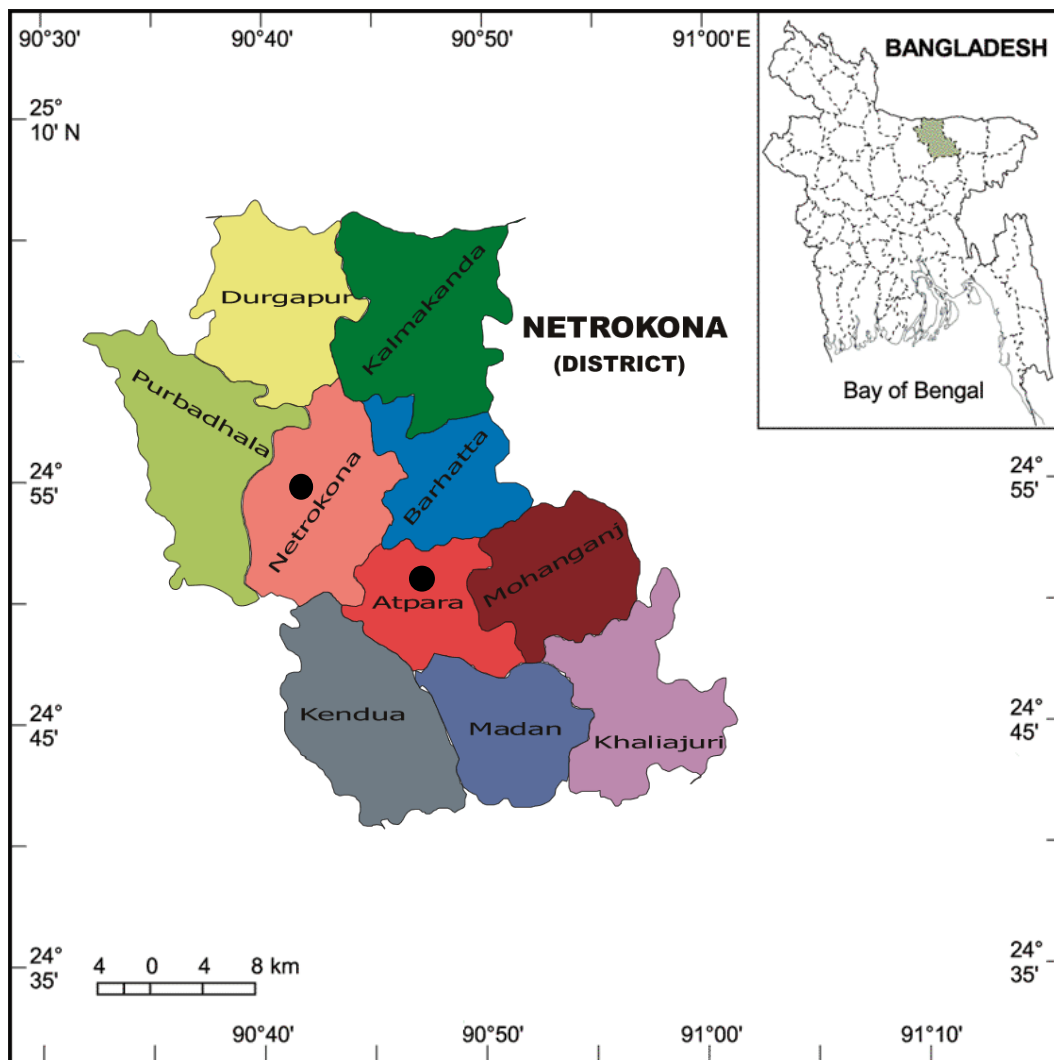 90°30' 90°40' 90°50' 91°00'E
BANGLADESH
25°
10' N
Durgapur
Kalmakanda
NETROKONA
(DISTRICT)
Bay of Bengal
Purbadhala
24°
55'
Netrokona
Barhatta
24°
55'
Mohanganj
Atpara
Kendua
Madan
Khaliajuri
24°
45'
24°
45'
4 0 4 8 km
24°
35'
24°
35'
90°40' 90°50' 91°00' 91°10'